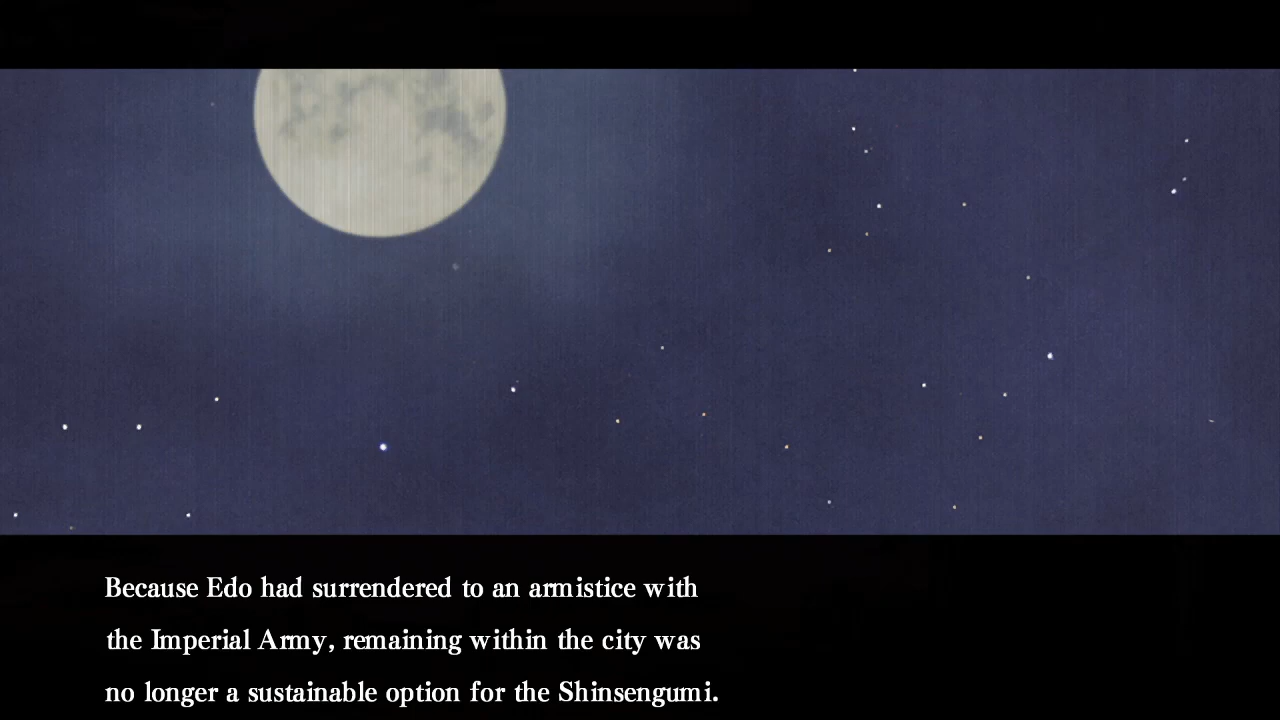 Because Edo had surrendered to an armistice with
the Imperial Army, remaining within the city was
no longer a sustainable option for the Shinsengumi.